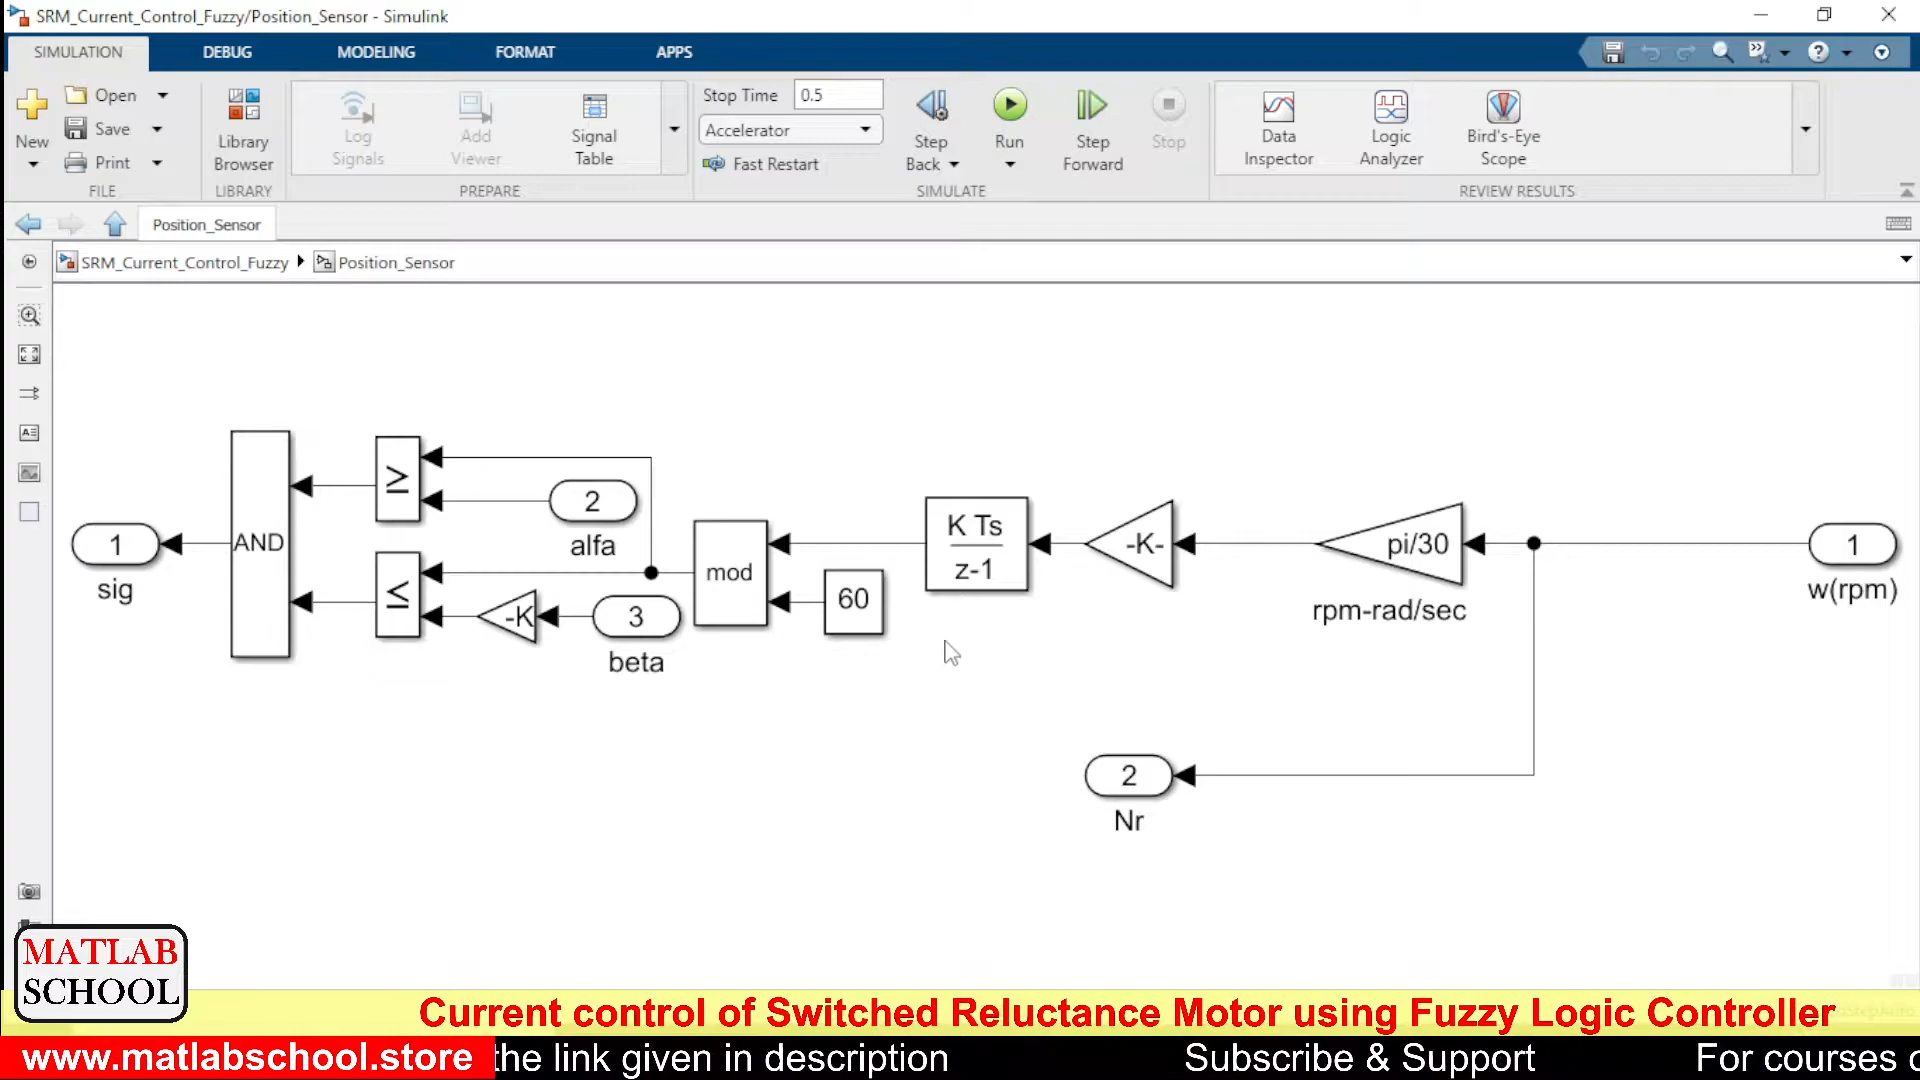 SRM_Current_Control_Fuzzy/Position_Sensor - Simulink
SIMULATION DEBUG MODELING FORMAT APPS
New
Open
Save
Print
FILE
Library
Browser
LIBRARY
Log
Signals
Add
Viewer
Signal
Table
PREPARE
Stop Time 0.5
Accelerator
Fast Restart
Step
Back
Run
Step
Forward
Stop
SIMULATE
Data
Inspector
Logic
Analyzer
Bird's-Eye
Scope
REVIEW RESULTS
Position_Sensor
SRM_Current_Control_Fuzzy Position_Sensor
1
sig
AND
≥
≤
2
alfa
-K
3
beta
mod
60
K Ts
z-1
-K-
pi/30
rpm-rad/sec
1
w(rpm)
2
Nr
MATLAB
SCHOOL
Current control of Switched Reluctance Motor using Fuzzy Logic Controller
www.matlabschool.store the link given in description Subscribe & Support For courses